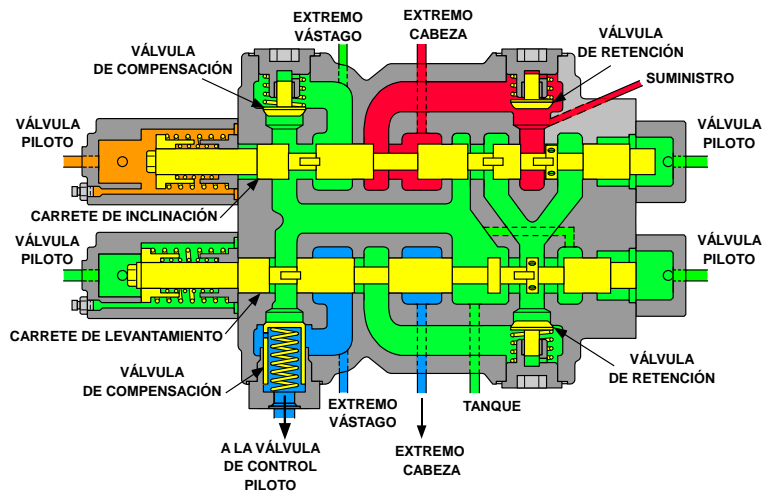 EXTREMO
VÁSTAGO
EXTREMO
CABEZA
VÁLVULA
DE COMPENSACIÓN
VÁLVULA
DE RETENCIÓN
SUMINISTRO
VÁLVULA
PILOTO
VÁLVULA
PILOTO
CARRETE DE INCLINACIÓN
VÁLVULA
PILOTO
VÁLVULA
PILOTO
CARRETE DE LEVANTAMIENTO
VÁLVULA
DE COMPENSACIÓN
VÁLVULA
DE RETENCIÓN
EXTREMO
VÁSTAGO
TANQUE
A LA VÁLVULA
DE CONTROL
PILOTO
EXTREMO
CABEZA